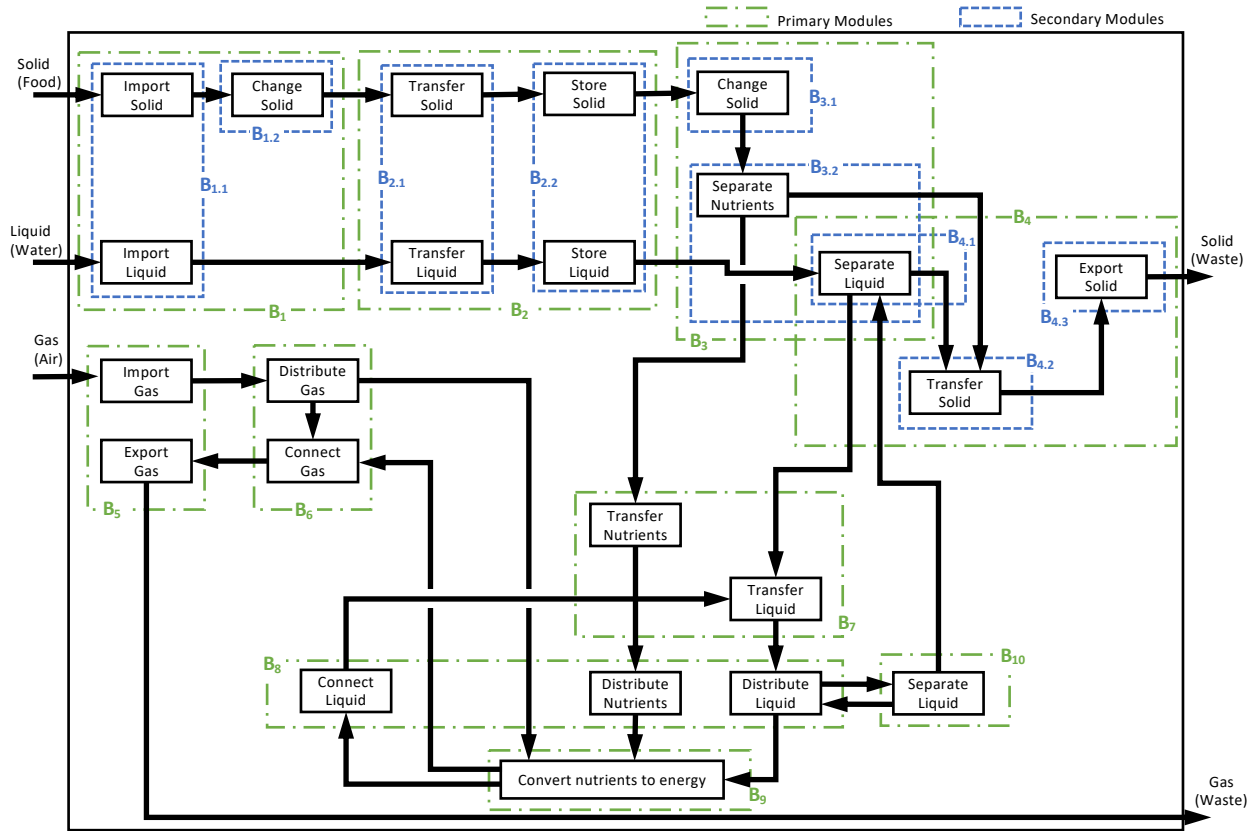 Primary Modules
Secondary Modules
Solid
(Food)
Import
Solid
Change
Solid
Transfer
Solid
Store
Solid
Change
Solid
B3.1
B1.2
B1.1
B2.1
B2.2
B3.2
Separate
Nutrients
B4
Liquid
(Water)
Import
Liquid
Transfer
Liquid
Store
Liquid
Separate
Liquid
B4.1
Export
Solid
Solid
(Waste)
B1
B2
B3
B4.3
Gas
(Air)
Import
Gas
Distribute
Gas
B4.2
Transfer
Solid
Export
Gas
Connect
Gas
B5
B6
Transfer
Nutrients
Transfer
Liquid
B7
B8
Connect
Liquid
Distribute
Nutrients
Distribute
Liquid
Separate
Liquid
B10
Convert nutrients to energy
B9
Gas
(Waste)